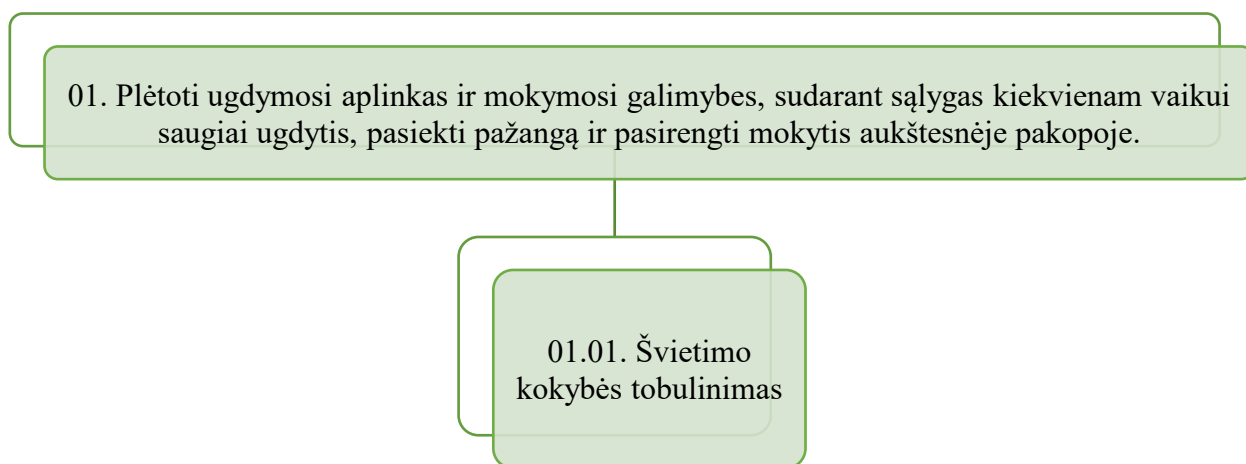 01. Plėtoti ugdymosi aplinkas ir mokymosi galimybes, sudarant sąlygas kiekvienam vaikui
saugiai ugdytis, pasiekti pažangą ir pasirengti mokytis aukštesnėje pakopoje.
01.01. Švietimo
kokybės tobulinimas